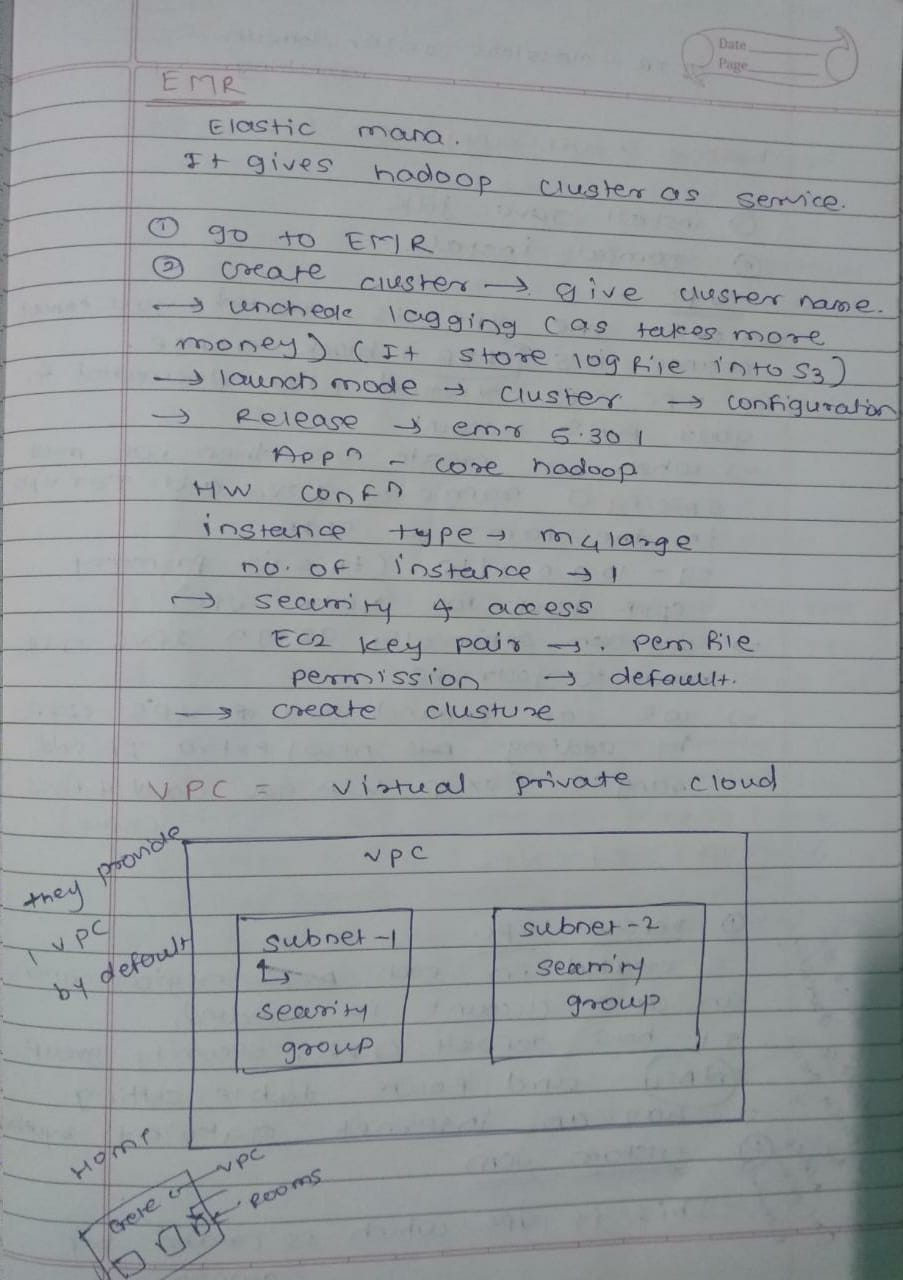 Date
Page
EMR
Elastic mana.
It gives hadoop cluster as service.
① go to EMR
② create cluster → give cluster name.
→ uncheck lagging (as takes more
money) (It store log file into S3)
→ launch mode → cluster → configuration
→ Release → emr 5.30 1
Appn - core hadoop
HW confn
instance type → m4 large
no. of instance → 1
→ security & access
EC2 key pair → . pem file
permission → default.
→ create clusture
VPC = virtual private cloud
they provide
1 VPC
by default
VPC
subnet-1
security
group
subnet-2
security
group
Home
VPC
Rooms